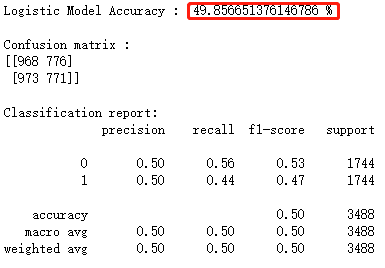 Logistic Model Accuracy : 49.856651376146786 %
Confusion matrix :
[[968 776]
[973 771]]
Classification report:
precision recall f1-score support
0 0.50 0.56 0.53 1744
1 0.50 0.44 0.47 1744
accuracy 0.50 3488
macro avg 0.50 0.50 0.50 3488
weighted avg 0.50 0.50 0.50 3488